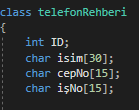 class telefonRehberi
{
int ID;
char isim[30];
char cepNo[15];
char işNo[15];